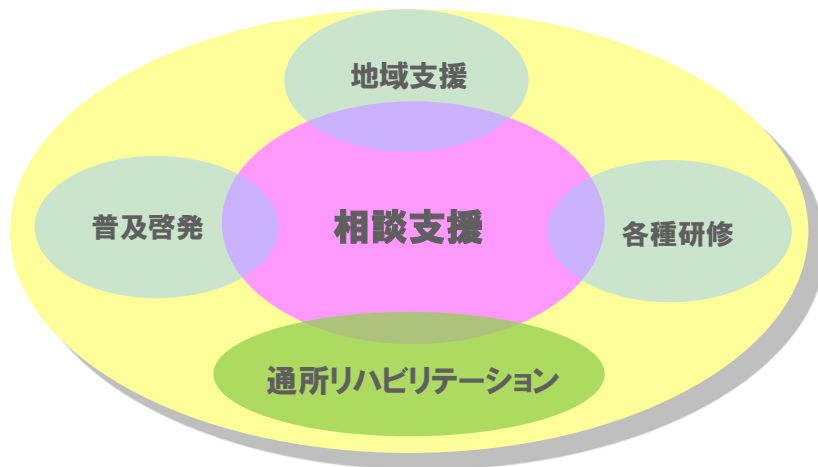 地域支援
普及啓発
相談支援
各種研修
通所リハビリテーション